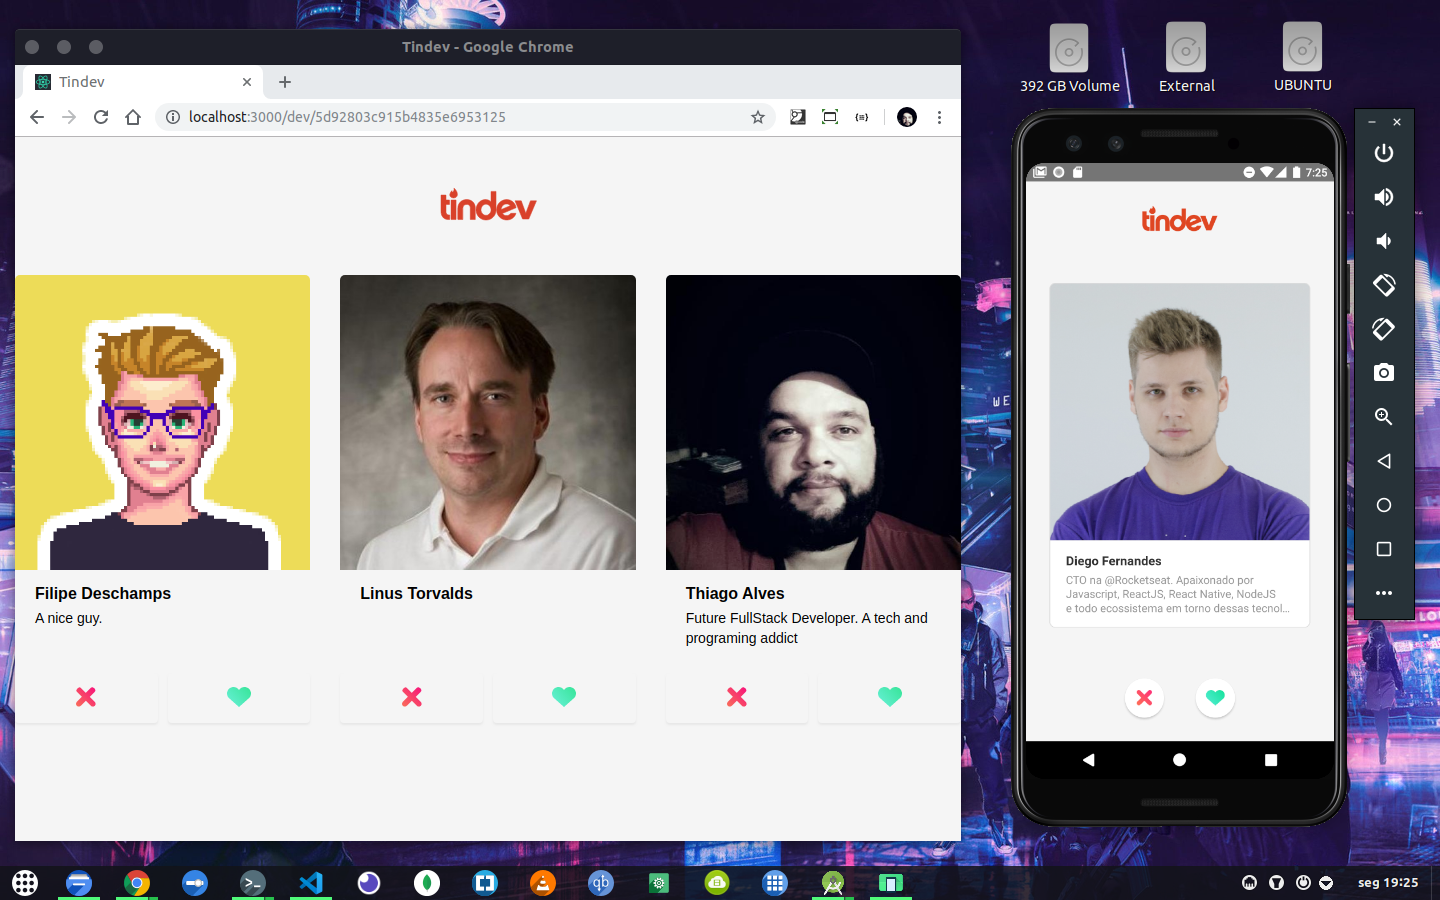 Tindev - Google Chrome
Tindev
localhost:3000/dev/5d92803c915b4835e6953125
tindev
Filipe Deschamps
A nice guy.
Linus Torvalds
Thiago Alves
Future FullStack Developer. A tech and
programing addict
392 GB Volume
External
UBUNTU
7:25
tindev
Diego Fernandes
CTO na @Rocketseat. Apaixonado por
Javascript, ReactJS, React Native, NodeJS
e todo ecossistema em torno dessas tecnol...
WE
qb
seg 19:25